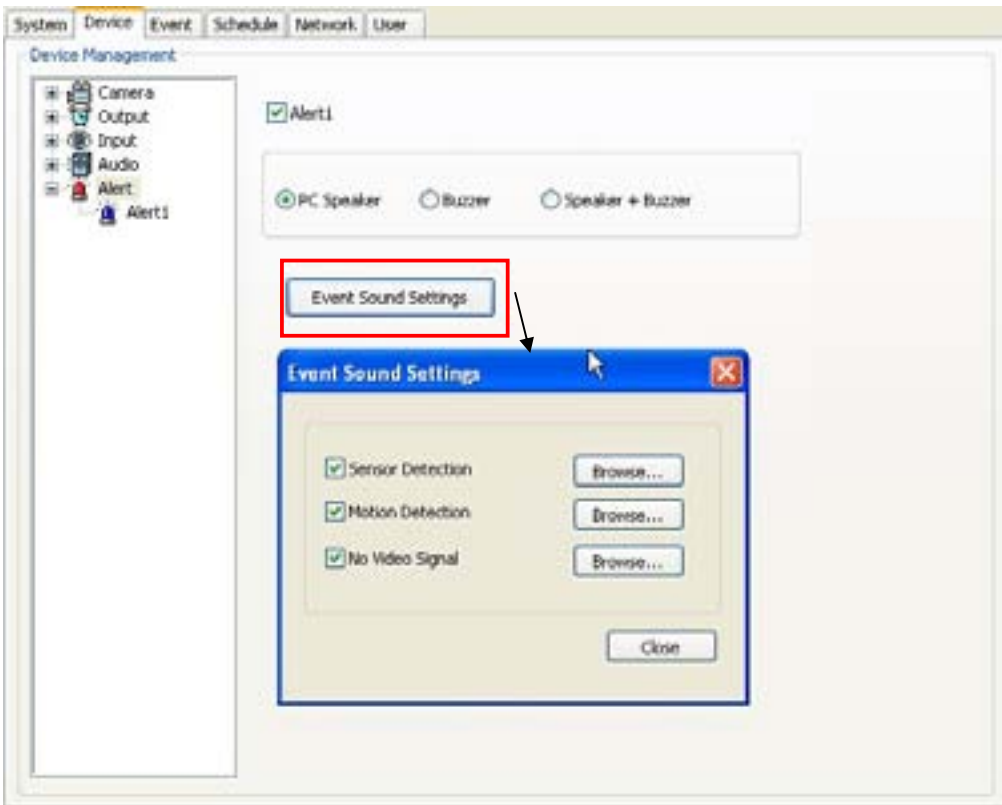 System Device Event Schedule Network User
Device Management
Camera
Output
Input
Audio
Alert
Alert1
Alert1
PC Speaker Buzzer Speaker + Buzzer
Event Sound Settings
Event Sound Settings
Sensor Detection Browse...
Motion Detection Browse...
No Video Signal Browse...
Close